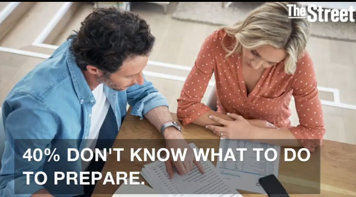 TheStreet
40% DON'T KNOW WHAT TO DO
TO PREPARE.